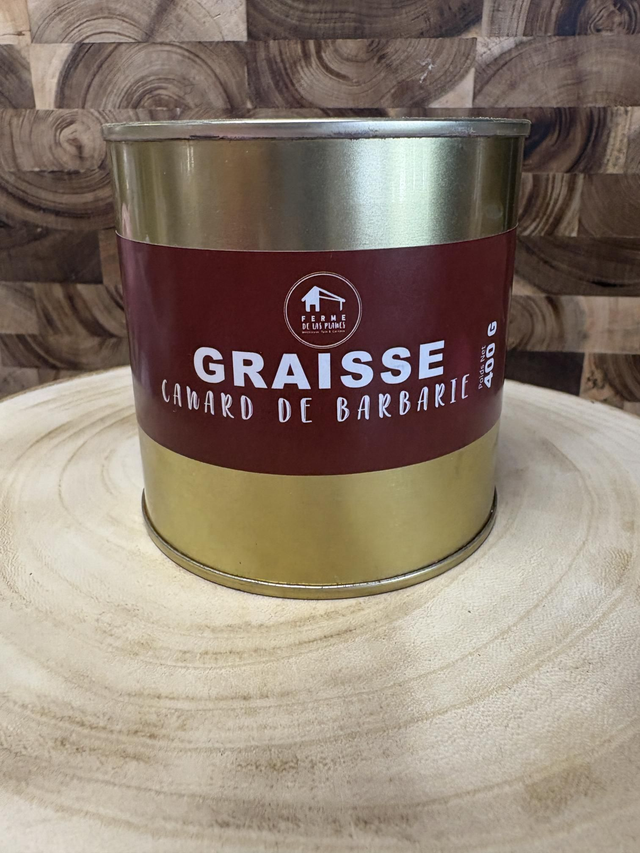 FERME
DE LAS PLANES
GRAISSE
CANARD DE BARBARIE
Poids Net
400 G